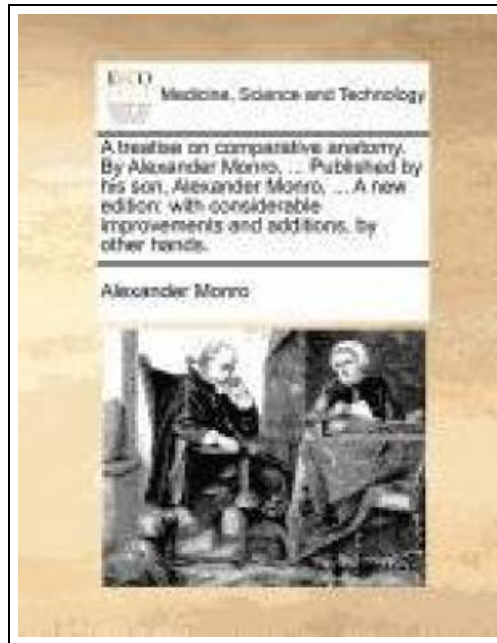 ECCO
Medicine, Science and Technology
A treatise on comparative anatomy.
By Alexander Monro, ... Published by
his son, Alexander Monro, ... A new
edition: with considerable
improvements and additions, by
other hands.
Alexander Monro